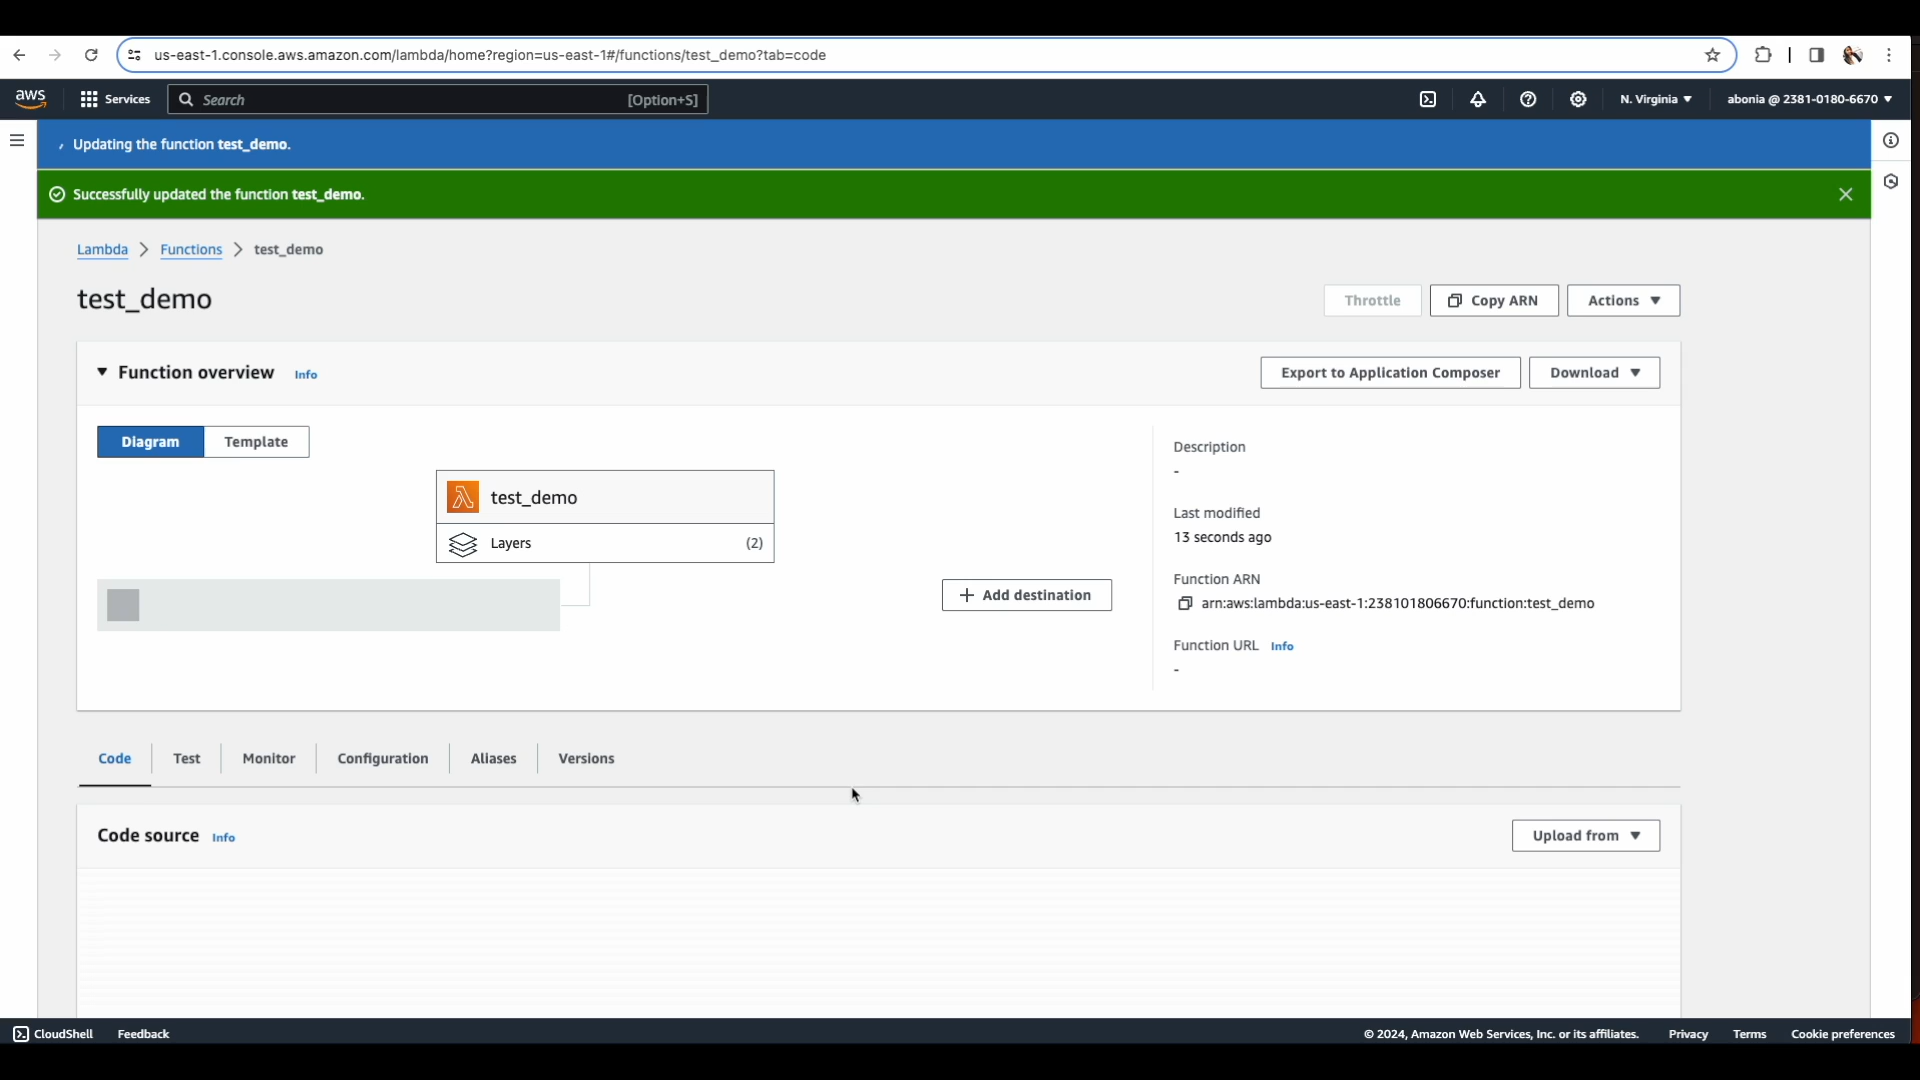 us-east-1.console.aws.amazon.com/lambda/home?region=us-east-1#/functions/test_demo?tab=code
aws Services Search [Option+S] N. Virginia ▼ abonia @ 2381-0180-6670 ▼
Updating the function test_demo.
Successfully updated the function test_demo.
Lambda > Functions > test_demo
test_demo
Throttle Copy ARN Actions ▼
▼ Function overview Info
Export to Application Composer Download ▼
Diagram Template
test_demo
Layers (2)
+ Add destination
Description
-
Last modified
13 seconds ago
Function ARN
arn:aws:lambda:us-east-1:238101806670:function:test_demo
Function URL Info
-
Code Test Monitor Configuration Aliases Versions
Code source Info
Upload from ▼
CloudShell Feedback © 2024, Amazon Web Services, Inc. or its affiliates. Privacy Terms Cookie preferences